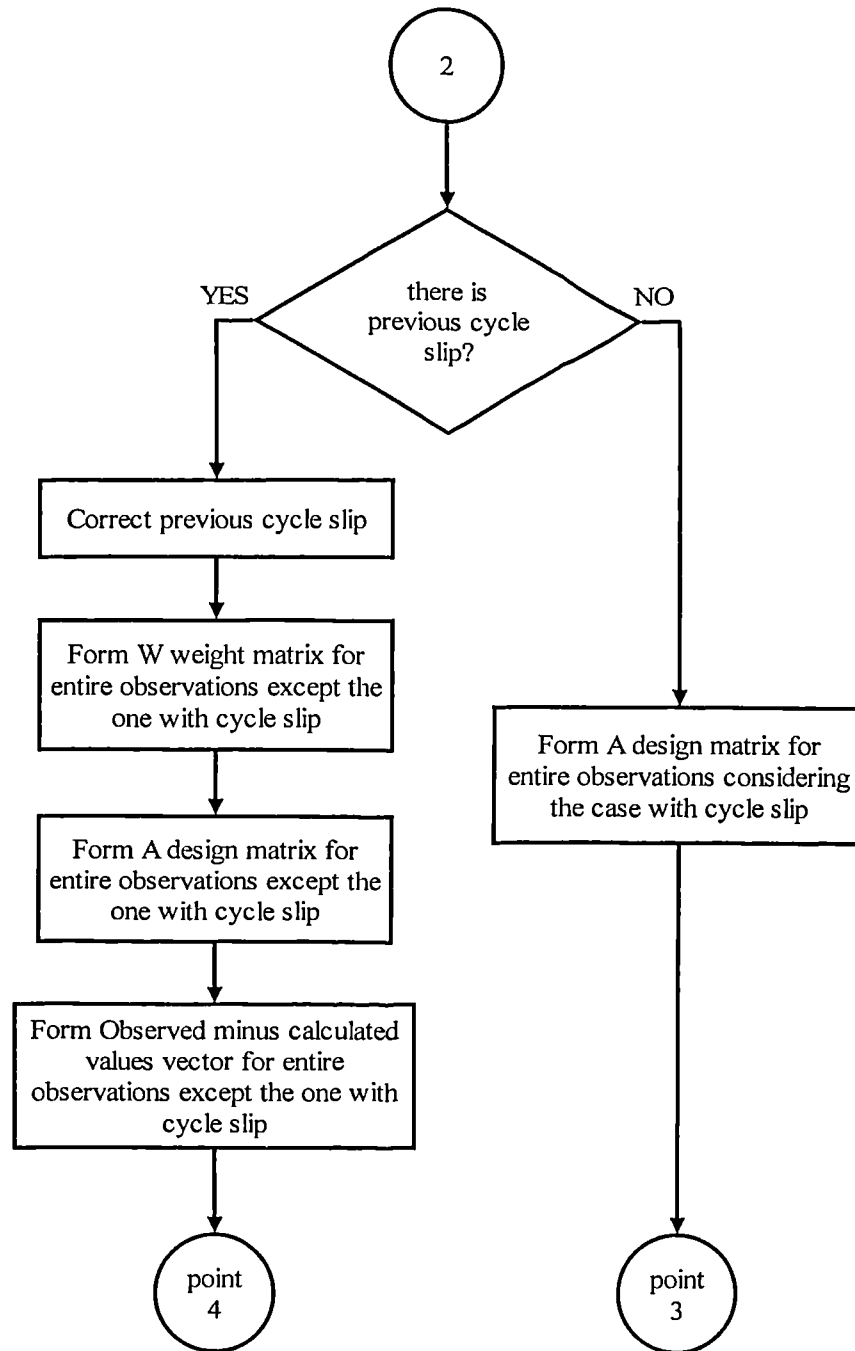 2
there is
previous cycle
slip?
YES
NO
Correct previous cycle slip
Form W weight matrix for
entire observations except the
one with cycle slip
Form A design matrix for
entire observations except the
one with cycle slip
Form Observed minus calculated
values vector for entire
observations except the one with
cycle slip
point
4
Form A design matrix for
entire observations considering
the case with cycle slip
point
3